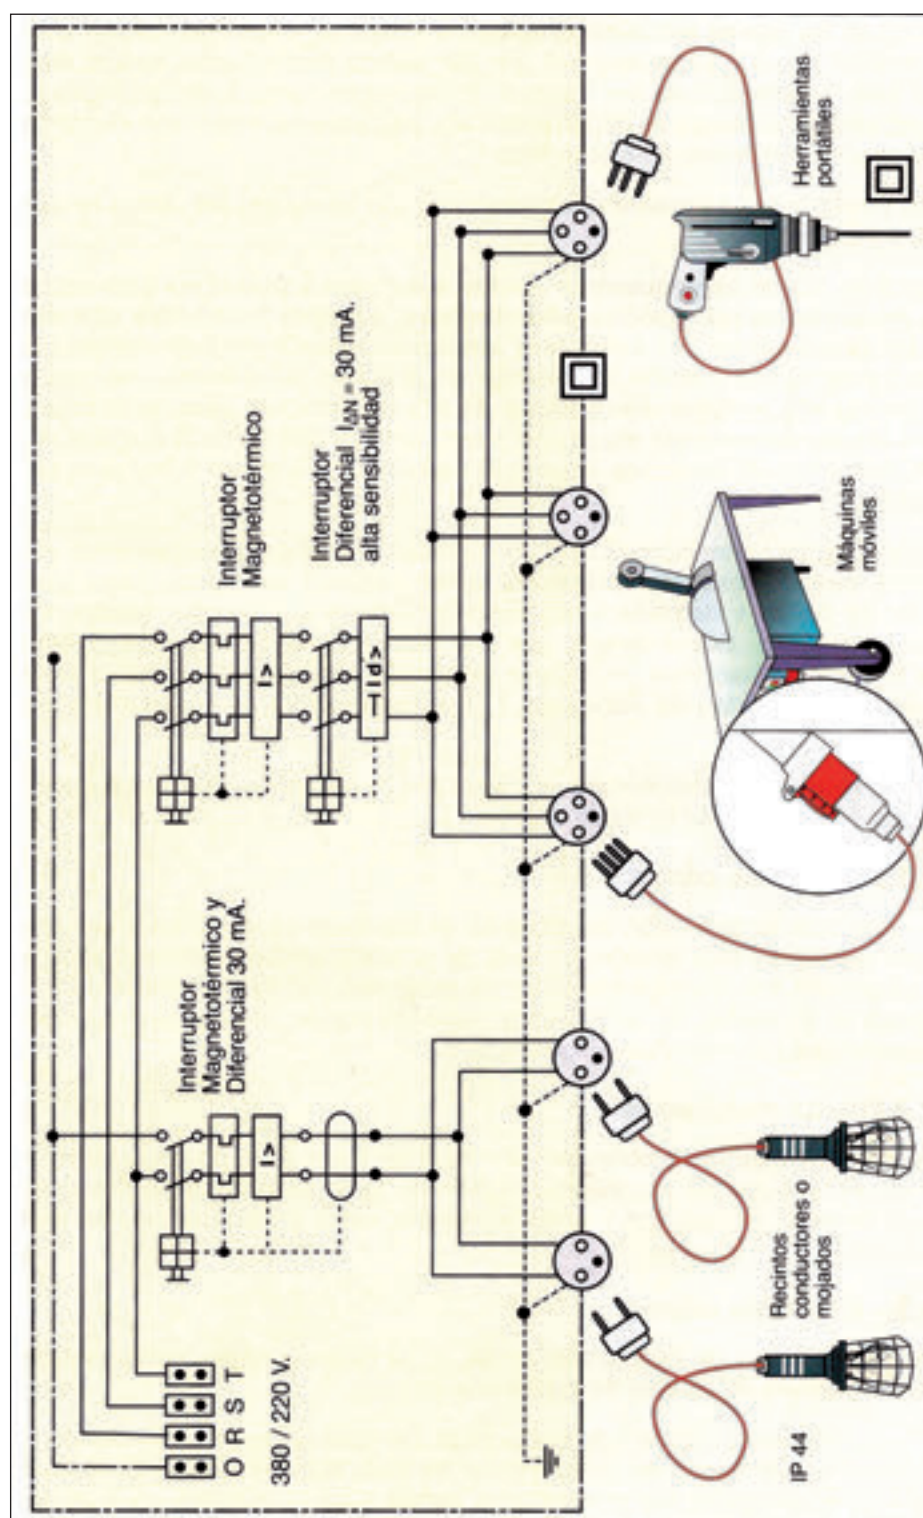 O R S T
380 / 220 V.
Interruptor
Magnetotérmico y
Diferencial 30 mA.
I>
Interruptor
Magnetotérmico
I>
Interruptor
Diferencial IΔN = 30 mA.
alta sensibilidad
Id>
IP 44
Recintos
conductores o
mojados
Máquinas
móviles
Herramientas
portátiles